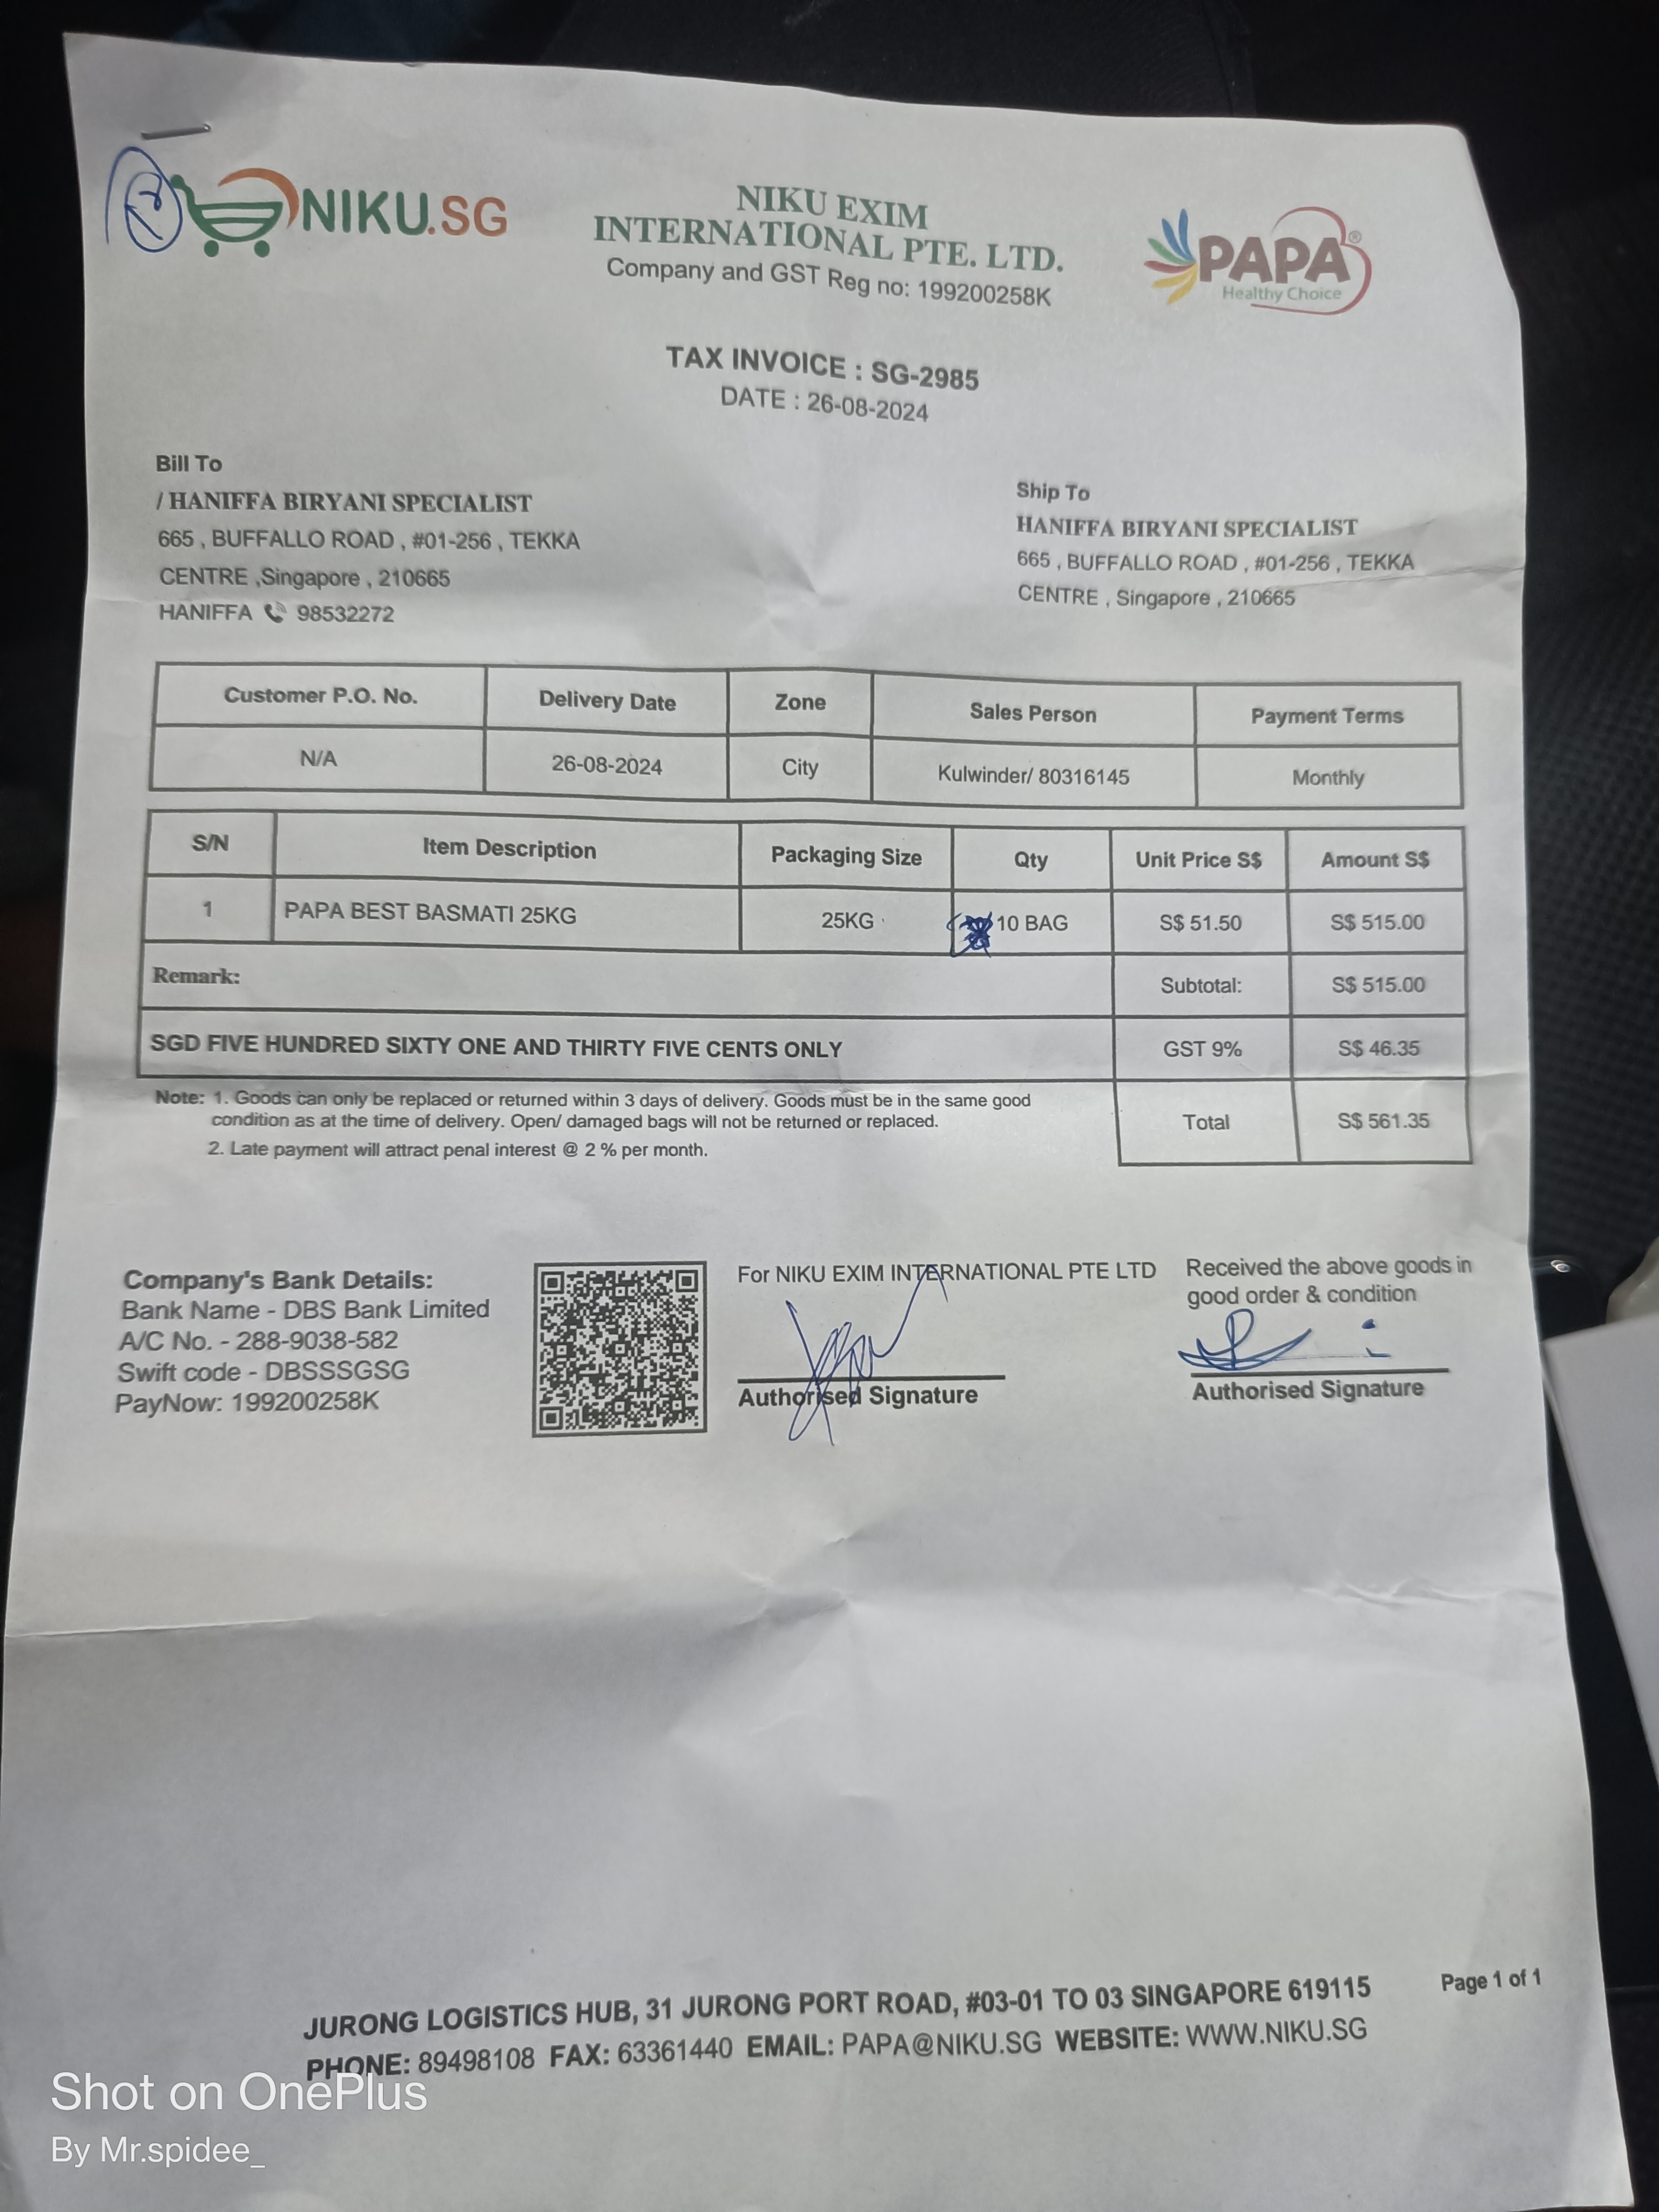 NIKU.SG
NIKU EXIM
INTERNATIONAL PTE. LTD.
Company and GST Reg no: 199200258K
PAPA®
Healthy Choice
TAX INVOICE : SG-2985
DATE : 26-08-2024
Bill To
/ HANIFFA BIRYANI SPECIALIST
665 , BUFFALLO ROAD , #01-256 , TEKKA
CENTRE ,Singapore , 210665
HANIFFA 98532272
Ship To
HANIFFA BIRYANI SPECIALIST
665 , BUFFALLO ROAD , #01-256 , TEKKA
CENTRE , Singapore , 210665
Customer P.O. No. Delivery Date Zone Sales Person Payment Terms
N/A 26-08-2024 City Kulwinder/ 80316145 Monthly
S/N Item Description Packaging Size Qty Unit Price S$ Amount S$
1 PAPA BEST BASMATI 25KG 25KG 10 BAG S$ 51.50 S$ 515.00
Remark: Subtotal: S$ 515.00
SGD FIVE HUNDRED SIXTY ONE AND THIRTY FIVE CENTS ONLY GST 9% S$ 46.35
Total S$ 561.35
Note: 1. Goods can only be replaced or returned within 3 days of delivery. Goods must be in the same good
condition as at the time of delivery. Open/ damaged bags will not be returned or replaced.
2. Late payment will attract penal interest @ 2 % per month.
Company's Bank Details:
Bank Name - DBS Bank Limited
A/C No. - 288-9038-582
Swift code - DBSSSGSG
PayNow: 199200258K
For NIKU EXIM INTERNATIONAL PTE LTD
Authorised Signature
Received the above goods in
good order & condition
Authorised Signature
JURONG LOGISTICS HUB, 31 JURONG PORT ROAD, #03-01 TO 03 SINGAPORE 619115
PHONE: 89498108 FAX: 63361440 EMAIL: PAPA@NIKU.SG WEBSITE: WWW.NIKU.SG
Page 1 of 1
Shot on OnePlus
By Mr.spidee_